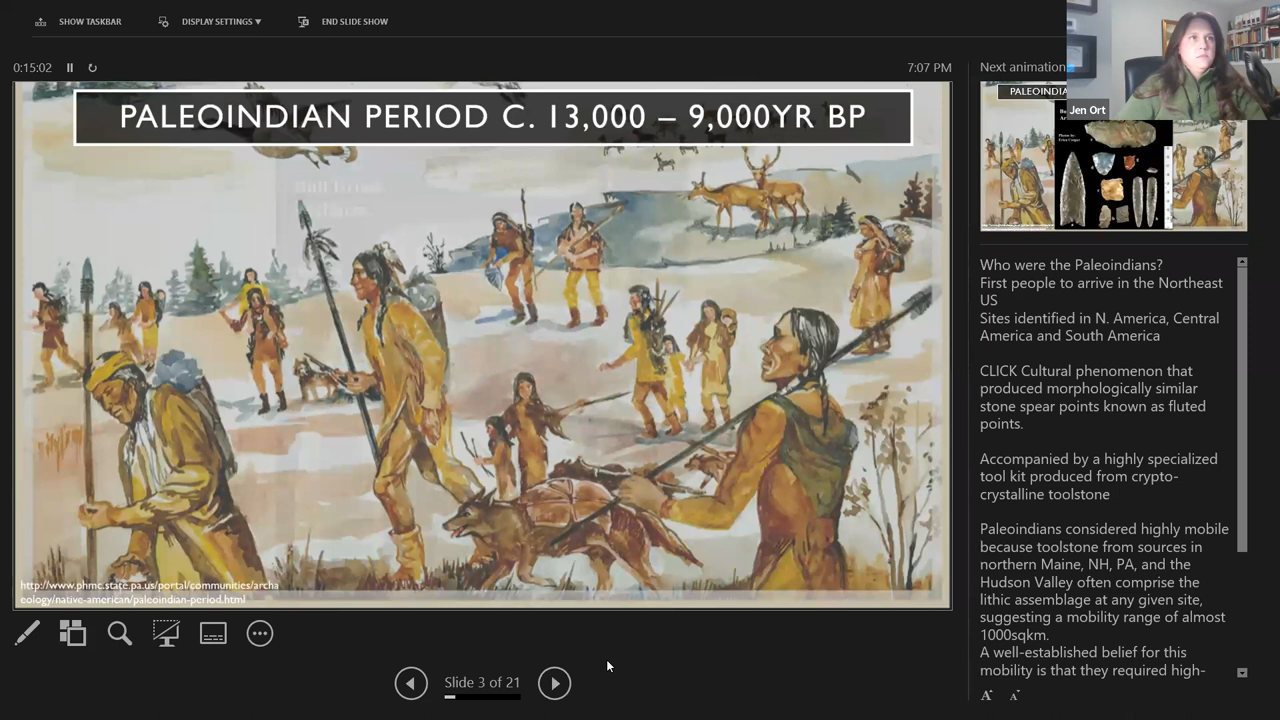 SHOW TASKBAR
DISPLAY SETTINGS ▼
END SLIDE SHOW
0:15:02
7:07 PM
Next animation
Jen Ort
PALEOINDIAN PERIOD C. 13,000 – 9,000YR BP
PALEOINDIA
Who were the Paleoindians?
First people to arrive in the Northeast
US
Sites identified in N. America, Central
America and South America
CLICK Cultural phenomenon that
produced morphologically similar
stone spear points known as fluted
points.
Accompanied by a highly specialized
tool kit produced from crypto-
crystalline toolstone
Paleoindians considered highly mobile
because toolstone from sources in
northern Maine, NH, PA, and the
Hudson Valley often comprise the
lithic assemblage at any given site,
suggesting a mobility range of almost
1000sqkm.
A well-established belief for this
mobility is that they required high-
http://www.phmc.state.pa.us/portal/communities/archa
eology/native-american/paleoindian-period.html
Slide 3 of 21
A A